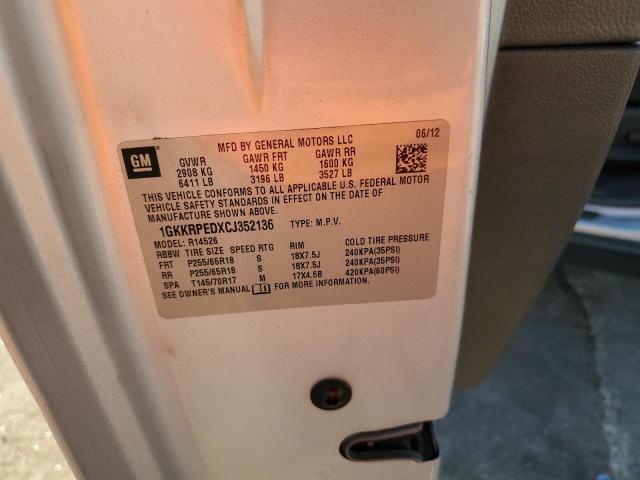 MFD BY GENERAL MOTORS LLC 06/12
GM
GVWR GAWR FRT GAWR RR
2908 KG 1450 KG 1600 KG
6411 LB 3196 LB 3527 LB
THIS VEHICLE CONFORMS TO ALL APPLICABLE U.S. FEDERAL MOTOR
VEHICLE SAFETY STANDARDS IN EFFECT ON THE DATE OF
MANUFACTURE SHOWN ABOVE.
1GKKRPEDXCJ352136 TYPE: M.P.V.
MODEL: R14526
RBBW TIRE SIZE SPEED RTG RIM COLD TIRE PRESSURE
FRT P255/65R18 S 18X7.5J 240KPA(35PSI)
RR P255/65R18 S 18X7.5J 240KPA(35PSI)
SPA T145/70R17 M 17X4.5B 420KPA(60PSI)
SEE OWNER'S MANUAL FOR MORE INFORMATION.